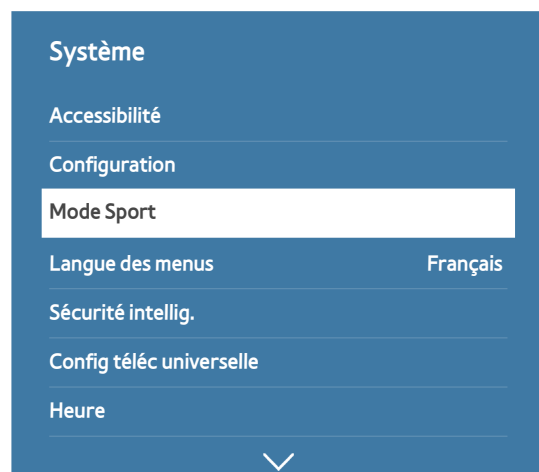 Système
Accessibilité
Configuration
Mode Sport
Langue des menus Français
Sécurité intellig.
Config téléc universelle
Heure